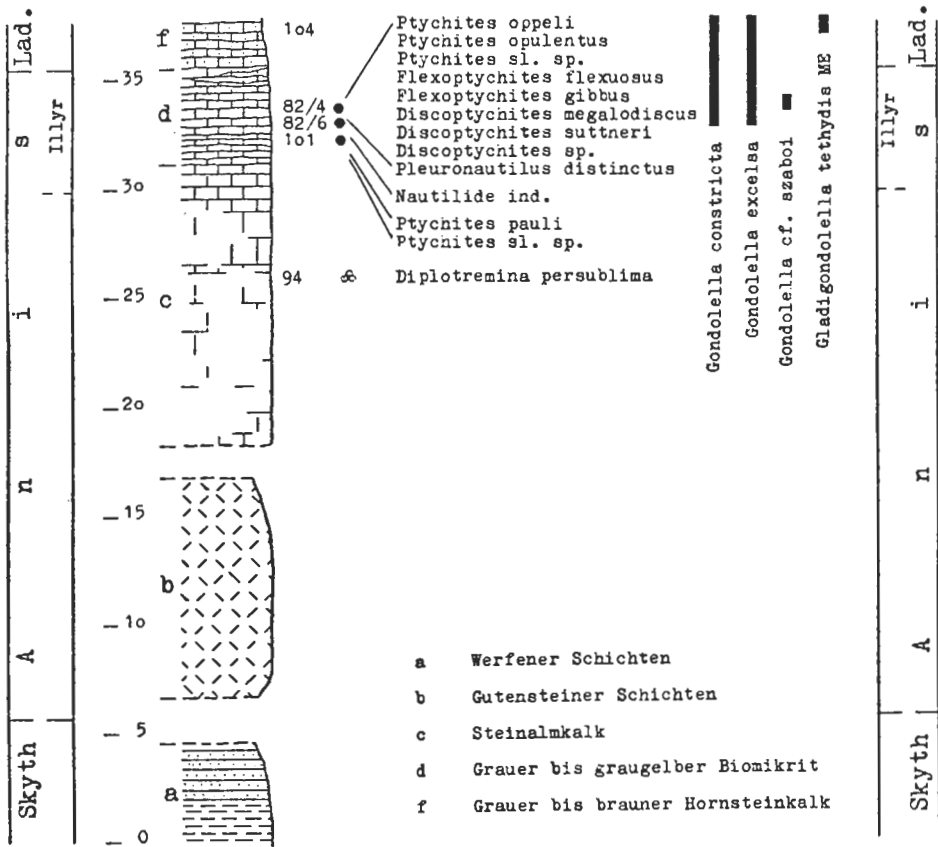 Lad.
Illyr
Anis
Skyth
f
d
c
b
a
— 35
— 3o
— 25
— 2o
— 15
— 1o
— 5
— 0
1o4
82/4
82/6
1o1
94
Ptychites oppeli
Ptychites opulentus
Ptychites sl. sp.
Flexoptychites flexuosus
Flexoptychites gibbus
Discoptychites megalodiscus
Discoptychites suttneri
Discoptychites sp.
Pleuronautilus distinctus
Nautilide ind.
Ptychites pauli
Ptychites sl. sp.
Diplotremina persublima
Gondolella constricta
Gondolella excelsa
Gondolella cf. szaboi
Gladigondolella tethydis ME
Lad.
Illyr
Anis
Skyth
a Werfener Schichten
b Gutensteiner Schichten
c Steinalmkalk
d Grauer bis graugelber Biomikrit
f Grauer bis brauner Hornsteinkalk